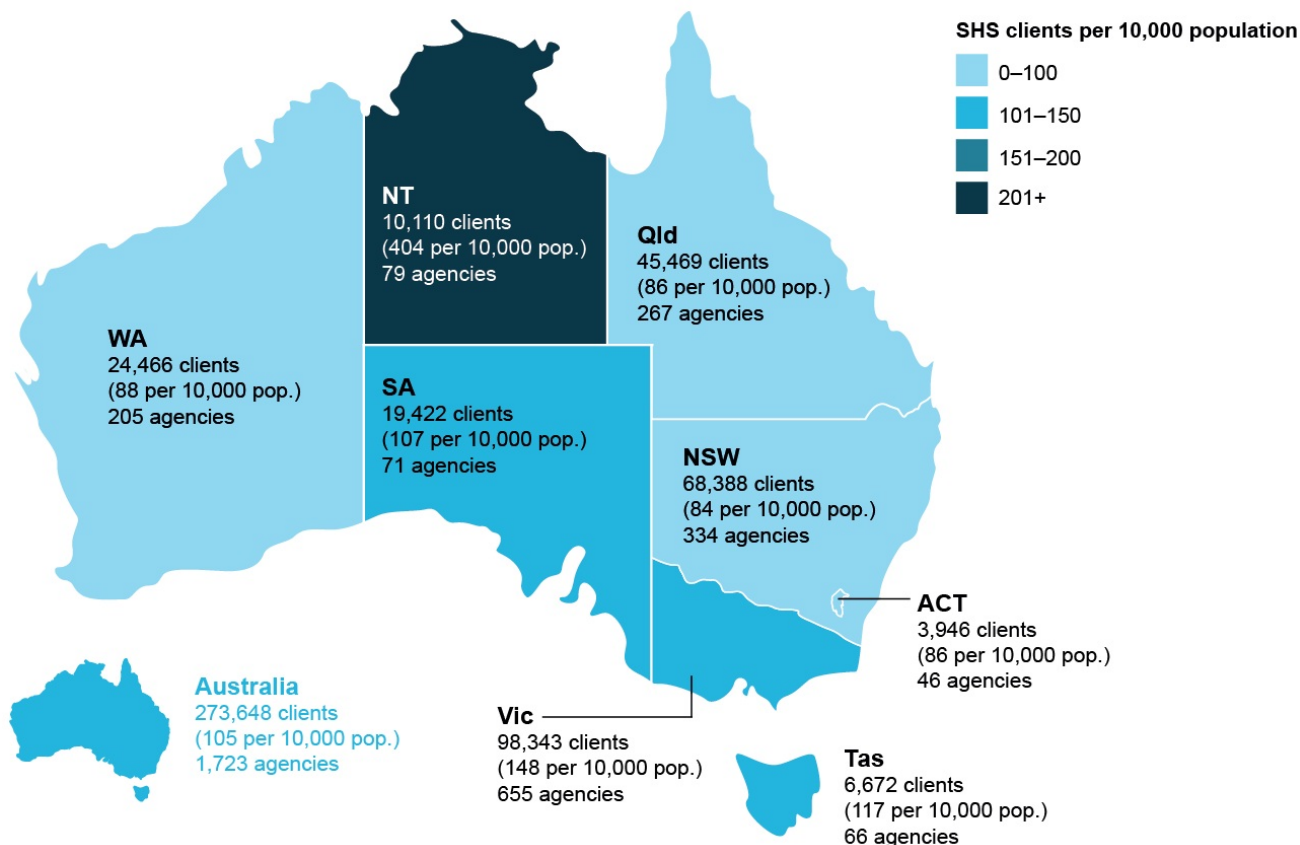 SHS clients per 10,000 population
0–100
101–150
151–200
201+
NT
10,110 clients
(404 per 10,000 pop.)
79 agencies
Qld
45,469 clients
(86 per 10,000 pop.)
267 agencies
WA
24,466 clients
(88 per 10,000 pop.)
205 agencies
SA
19,422 clients
(107 per 10,000 pop.)
71 agencies
NSW
68,388 clients
(84 per 10,000 pop.)
334 agencies
ACT
3,946 clients
(86 per 10,000 pop.)
46 agencies
Australia
273,648 clients
(105 per 10,000 pop.)
1,723 agencies
Vic
98,343 clients
(148 per 10,000 pop.)
655 agencies
Tas
6,672 clients
(117 per 10,000 pop.)
66 agencies